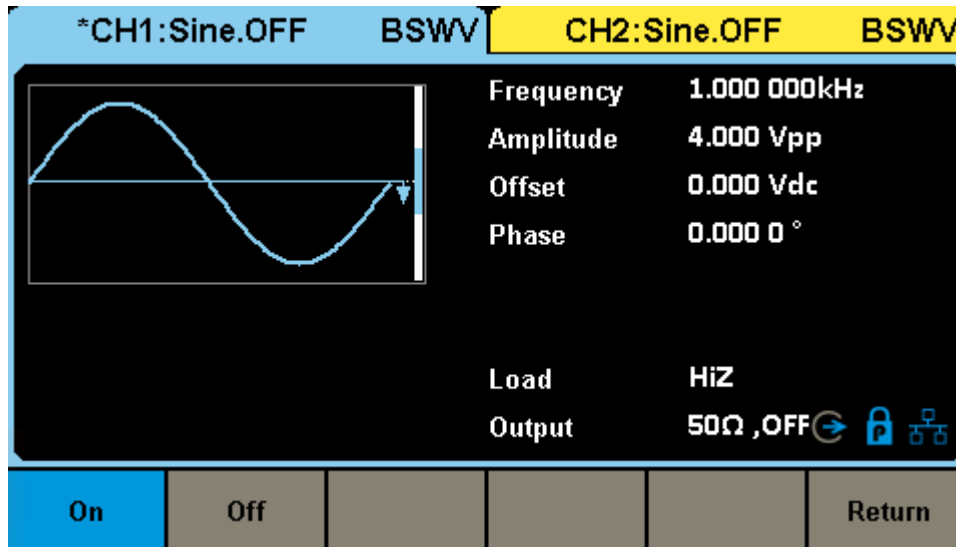 *CH1:Sine.OFF BSWV CH2:Sine.OFF BSWV
Frequency 1.000 000kHz
Amplitude 4.000 Vpp
Offset 0.000 Vdc
Phase 0.000 0 °
Load HiZ
Output 50Ω ,OFF P
On Off Return